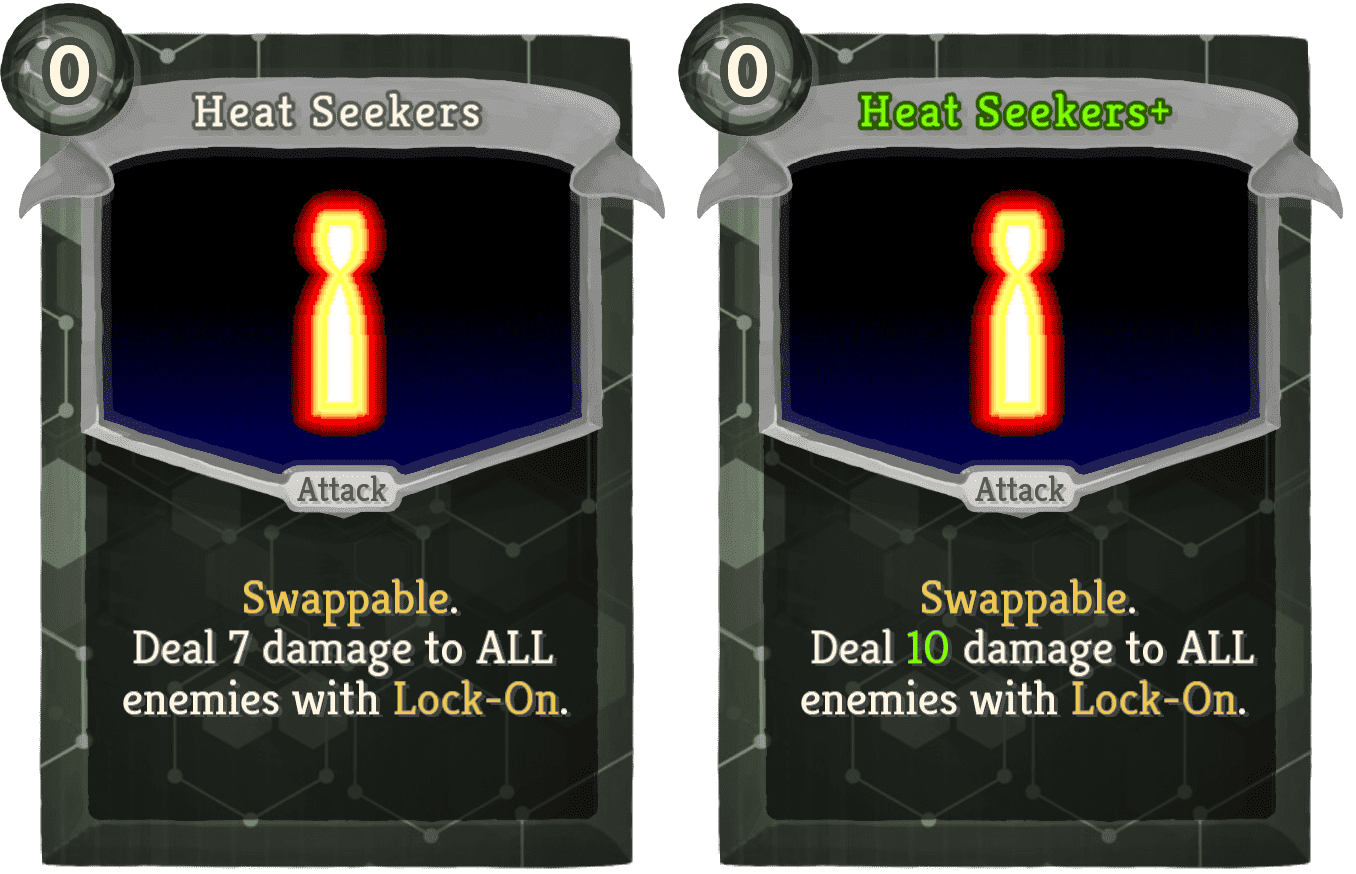 0
Heat Seekers
Attack
Swappable.
Deal 7 damage to ALL
enemies with Lock-On.
0
Heat Seekers+
Attack
Swappable.
Deal 10 damage to ALL
enemies with Lock-On.